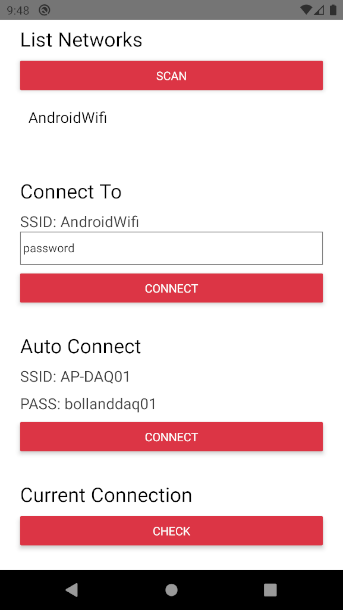 9:48
List Networks
SCAN
AndroidWifi
Connect To
SSID: AndroidWifi
password
CONNECT
Auto Connect
SSID: AP-DAQ01
PASS: bollanddaq01
CONNECT
Current Connection
CHECK